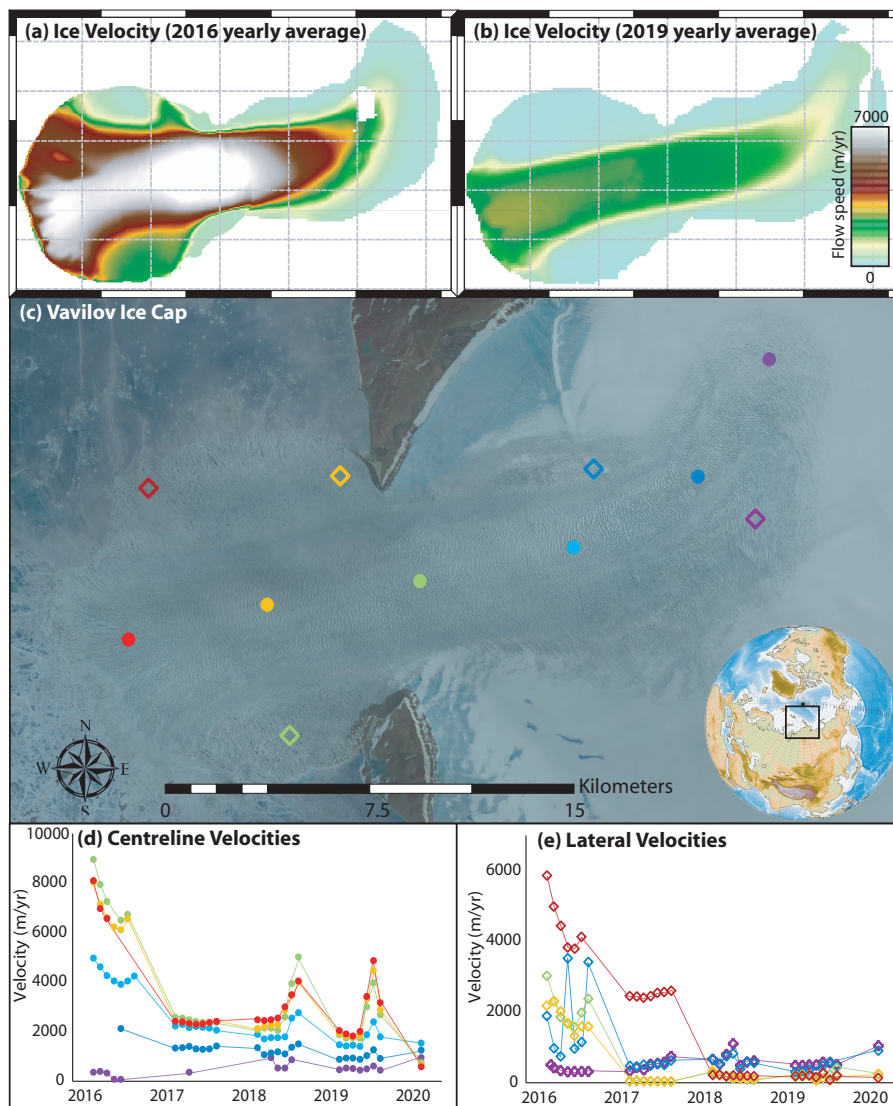 (a) Ice Velocity (2016 yearly average)
(b) Ice Velocity (2019 yearly average)
7000
Flow speed (m/yr)
0
(c) Vavilov Ice Cap
N
W E
S
Kilometers
0 7.5 15
(d) Centreline Velocities
Velocity (m/yr)
10000
8000
6000
4000
2000
0
2016 2017 2018 2019 2020
(e) Lateral Velocities
Velocity (m/yr)
6000
4000
2000
0
2016 2017 2018 2019 2020